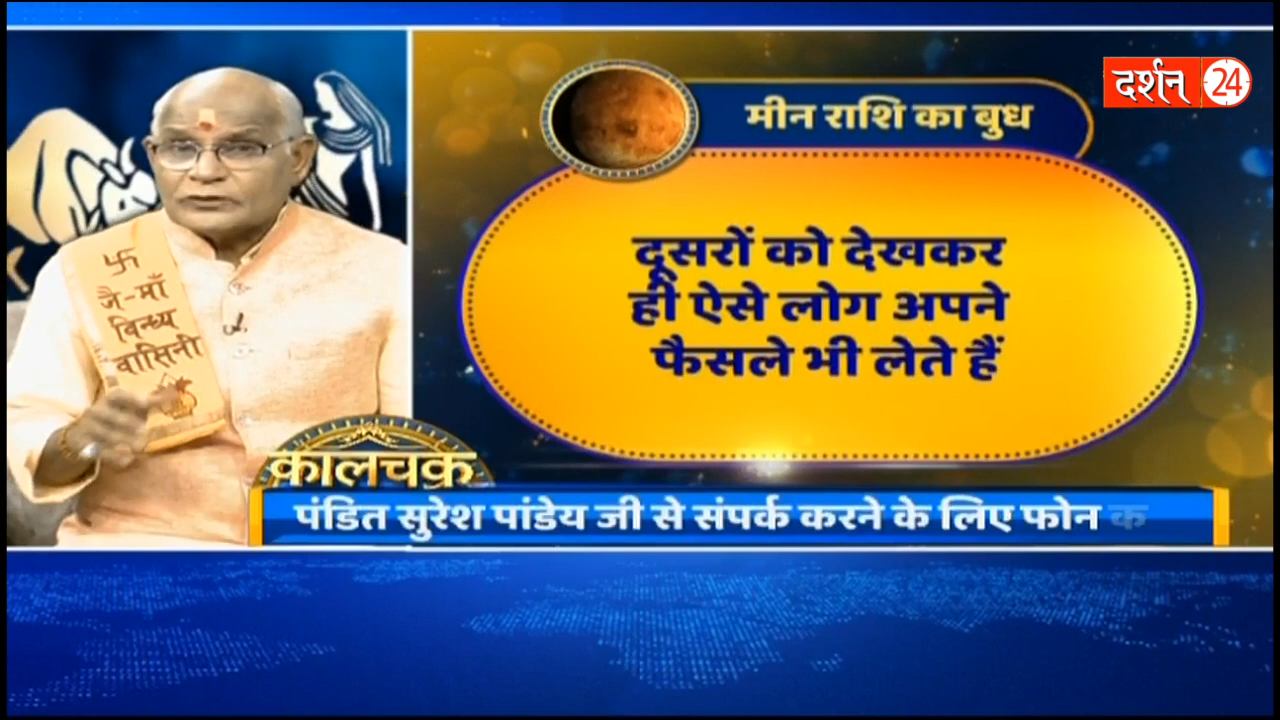 दर्शन 24
मीन राशि का बुध
दूसरों को देखकर
ही ऐसे लोग अपने
फैसले भी लेते हैं
जै-माँ
विन्ध्य
वासिनी
कालचक्र
पंडित सुरेश पांडेय जी से संपर्क करने के लिए फोन क